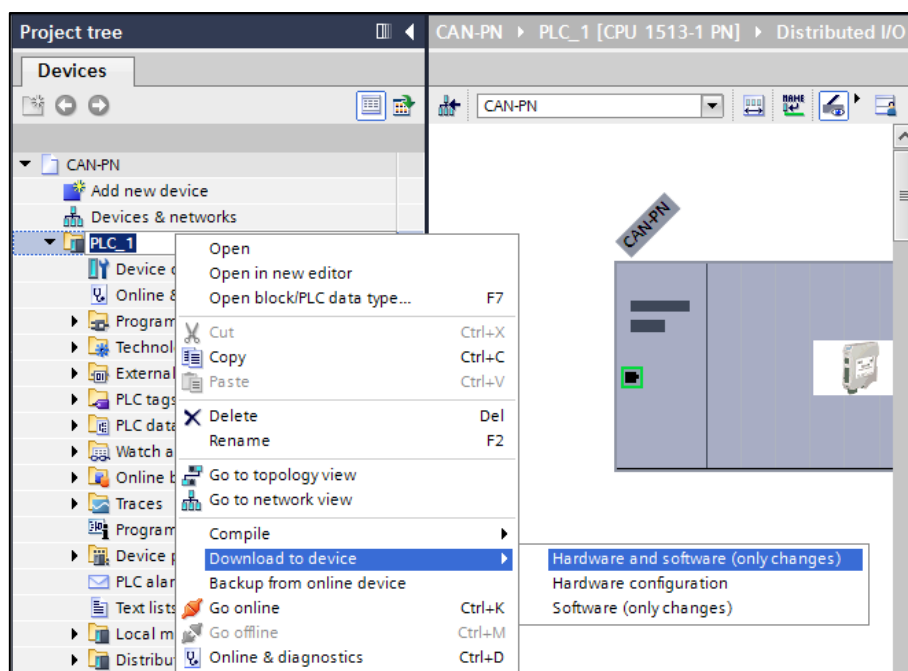 Project tree
CAN-PN PLC_1 [CPU 1513-1 PN] Distributed I/O
Devices
CAN-PN
NAME
CAN-PN
Add new device
Devices & networks
PLC_1
Device
Online &
Program
Technol
External
PLC tags
PLC data
Watch a
Online b
Traces
Program
Device p
PLC alar
Text lists
Local m
Distribu
Open
Open in new editor
Open block/PLC data type... F7
Cut Ctrl+X
Copy Ctrl+C
Paste Ctrl+V
Delete Del
Rename F2
Go to topology view
Go to network view
Compile
Download to device
Backup from online device
Go online Ctrl+K
Go offline Ctrl+M
Online & diagnostics Ctrl+D
Hardware and software (only changes)
Hardware configuration
Software (only changes)
CAN-PN